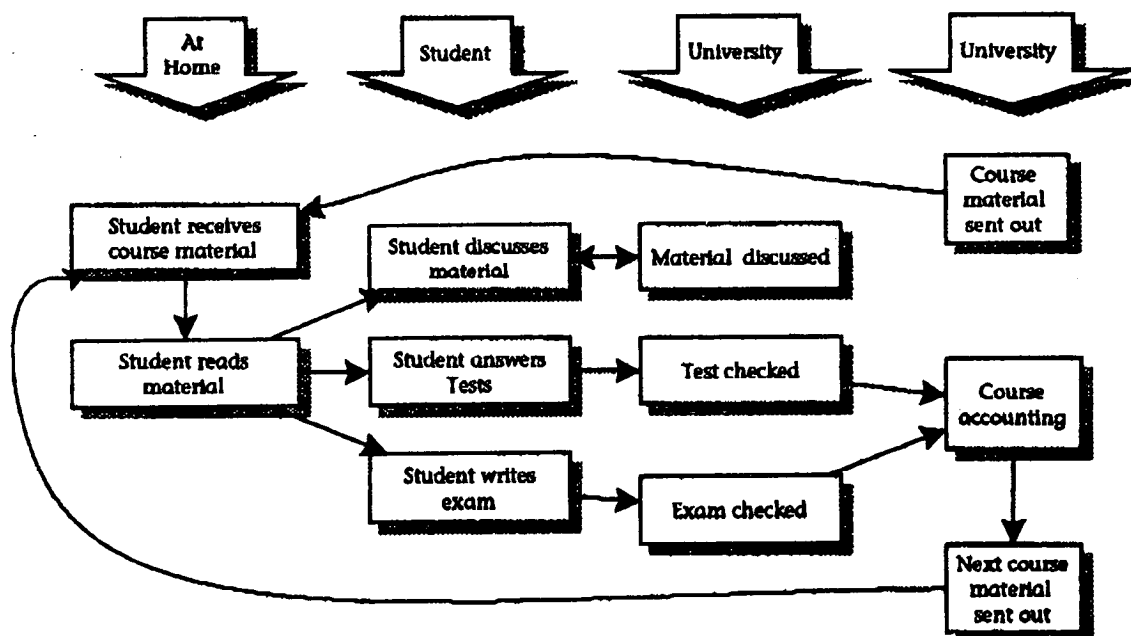 At
Home
Student
University
University
Course
material
sent out
Student receives
course material
Student discusses
material
Material discussed
Student reads
material
Student answers
Tests
Test checked
Course
accounting
Student writes
exam
Exam checked
Next course
material
sent out